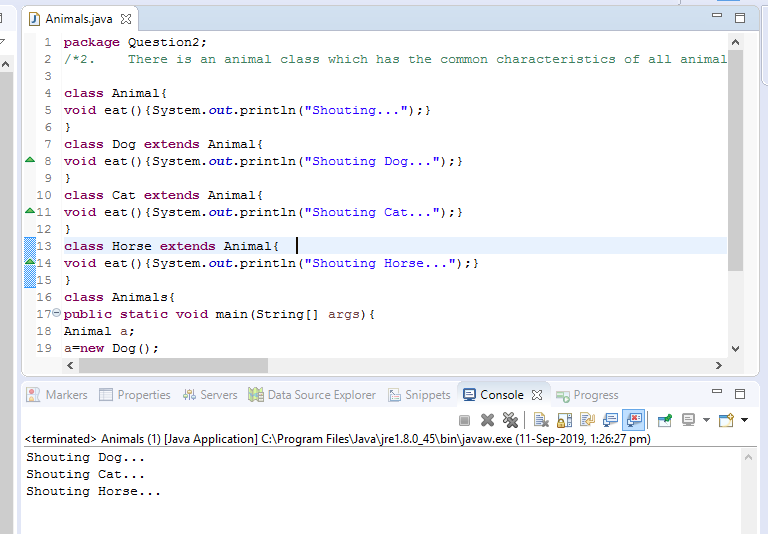 Animals.java
1 package Question2;
2 /*2. There is an animal class which has the common characteristics of all animal
3
4 class Animal{
5 void eat(){System.out.println("Shouting...");}
6 }
7 class Dog extends Animal{
8 void eat(){System.out.println("Shouting Dog...");}
9 }
10 class Cat extends Animal{
11 void eat(){System.out.println("Shouting Cat...");}
12 }
13 class Horse extends Animal{
14 void eat(){System.out.println("Shouting Horse...");}
15 }
16 class Animals{
17 public static void main(String[] args){
18 Animal a;
19 a=new Dog();
Markers Properties Servers Data Source Explorer Snippets Console Progress
<terminated> Animals (1) [Java Application] C:\Program Files\Java\jre1.8.0_45\bin\javaw.exe (11-Sep-2019, 1:26:27 pm)
Shouting Dog...
Shouting Cat...
Shouting Horse...